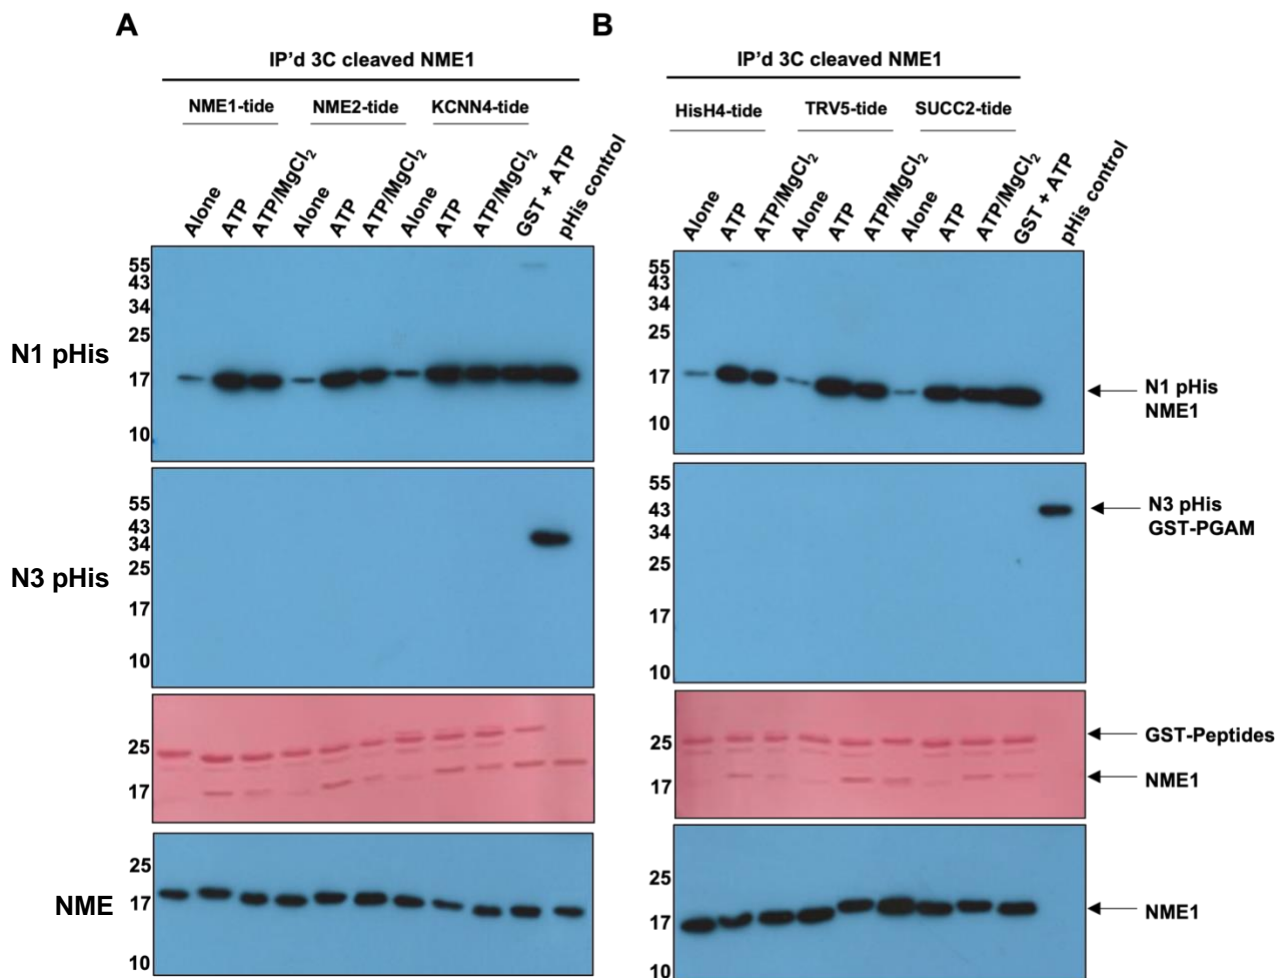 A
IP'd 3C cleaved NME1
NME1-tide NME2-tide KCNN4-tide
Alone
ATP
ATP/MgCl₂
Alone
ATP
ATP/MgCl₂
Alone
ATP
ATP/MgCl₂
GST + ATP
pHis control
N1 pHis
55
43
34
25
17
10
N3 pHis
55
43
34
25
17
10
25
17
NME
25
17
10
B
IP'd 3C cleaved NME1
HisH4-tide TRV5-tide SUCC2-tide
Alone
ATP
ATP/MgCl₂
Alone
ATP
ATP/MgCl₂
Alone
ATP
ATP/MgCl₂
GST + ATP
pHis control
55
43
34
25
17
10
N1 pHis
NME1
55
43
34
25
17
10
N3 pHis
GST-PGAM
25
17
GST-Peptides
NME1
25
17
10
NME1